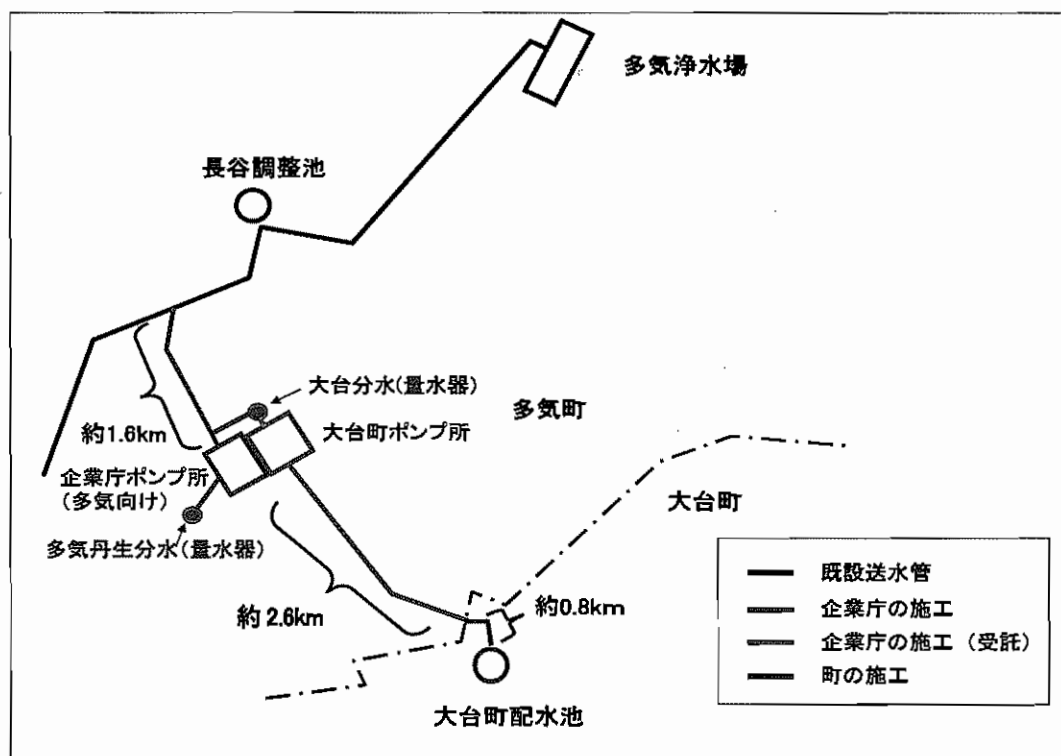 多気浄水場
長谷調整池
大台分水(量水器)
多気町
大台町ポンプ所
約1.6km
企業庁ポンプ所
(多気向け)
大台町
多気丹生分水(量水器)
約2.6km
約0.8km
大台町配水池
既設送水管
企業庁の施工
企業庁の施工（受託）
町の施工